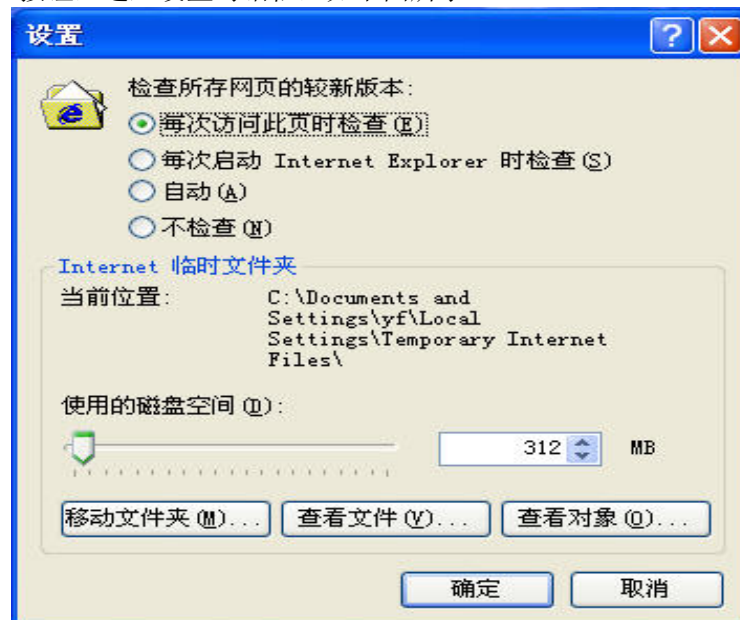 设置
检查所存网页的较新版本:
每次访问此页时检查(E)
每次启动 Internet Explorer 时检查(S)
自动(A)
不检查(N)
Internet 临时文件夹
当前位置:
C:\Documents and
Settings\yf\Local
Settings\Temporary Internet
Files\
使用的磁盘空间(D):
312 MB
移动文件夹(M)... 查看文件(V)... 查看对象(O)...
确定 取消